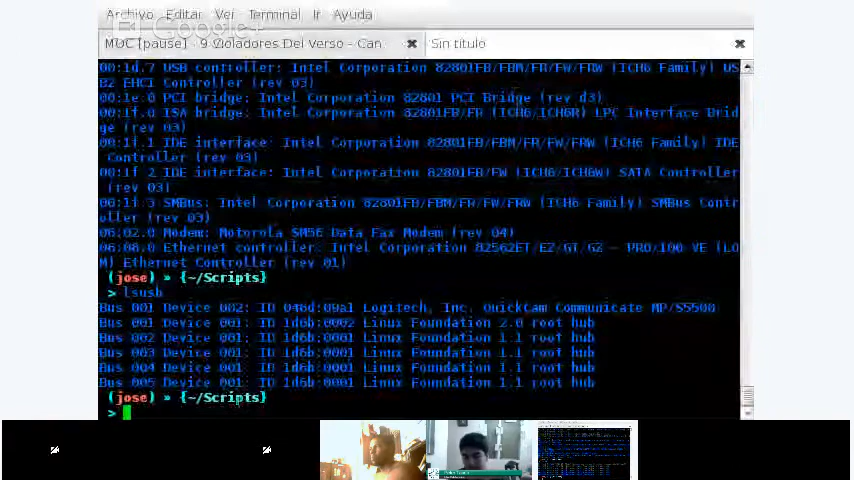 Archivo Editar Ver Terminal Ir Ayuda
Google+
MOC [pause] - 9 Violadores Del Verso - Can
Sin título
00:1d.7 USB controller: Intel Corporation 82801FB/FBM/FR/FW/FRW (ICH6 Family) US
B2 EHCI Controller (rev 03)
00:1e.0 PCI bridge: Intel Corporation 82801 PCI Bridge (rev d3)
00:1f.0 ISA bridge: Intel Corporation 82801FB/FR (ICH6/ICH6R) LPC Interface Brid
ge (rev 03)
00:1f.1 IDE interface: Intel Corporation 82801FB/FBM/FR/FW/FRW (ICH6 Family) IDE
Controller (rev 03)
00:1f.2 IDE interface: Intel Corporation 82801FB/FW (ICH6/ICH6W) SATA Controller
(rev 03)
00:1f.3 SMBus: Intel Corporation 82801FB/FBM/FR/FW/FRW (ICH6 Family) SMBus Contr
oller (rev 03)
06:02.0 Modem: Motorola SM56 Data Fax Modem (rev 04)
06:08.0 Ethernet controller: Intel Corporation 82562ET/EZ/GT/GZ - PRO/100 VE (LO
M) Ethernet Controller (rev 01)
(jose) » {~/Scripts}
> lsusb
Bus 001 Device 002: ID 046d:09a1 Logitech, Inc. QuickCam Communicate MP/S5500
Bus 001 Device 001: ID 1d6b:0002 Linux Foundation 2.0 root hub
Bus 002 Device 001: ID 1d6b:0001 Linux Foundation 1.1 root hub
Bus 003 Device 001: ID 1d6b:0001 Linux Foundation 1.1 root hub
Bus 004 Device 001: ID 1d6b:0001 Linux Foundation 1.1 root hub
Bus 005 Device 001: ID 1d6b:0001 Linux Foundation 1.1 root hub
(jose) » {~/Scripts}
>